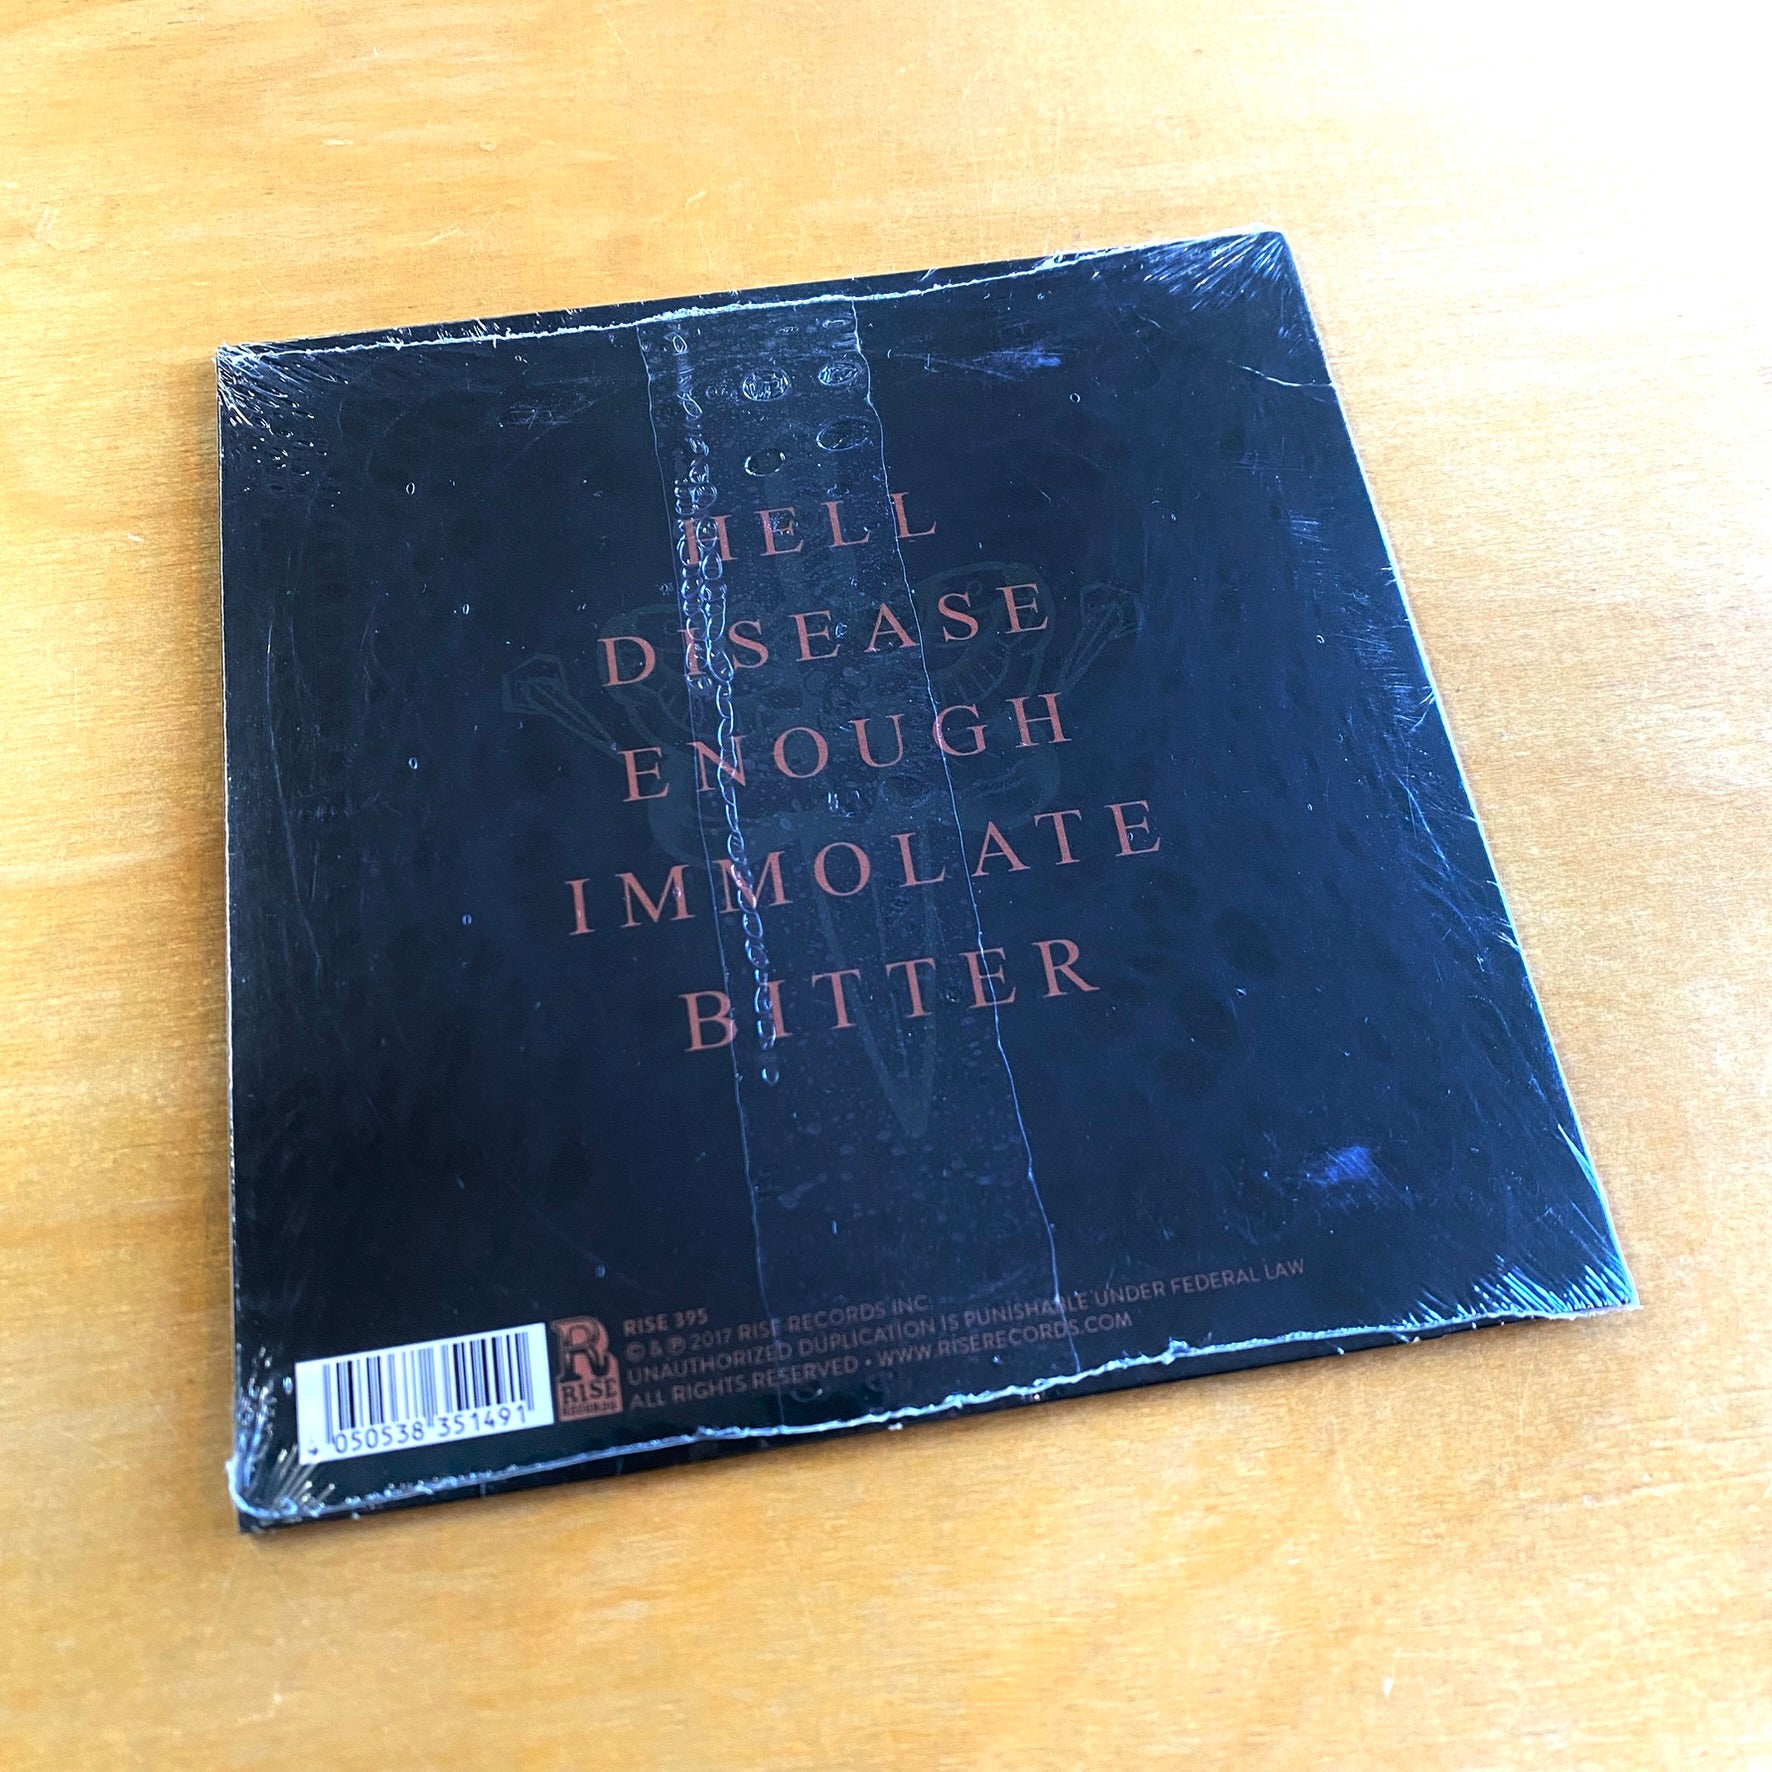 HELL
DISEASE
ENOUGH
IMMOLATE
BITTER
RISE 395
© & ℗ 2017 RISE RECORDS INC.
UNAUTHORIZED DUPLICATION IS PUNISHABLE UNDER FEDERAL LAW
ALL RIGHTS RESERVED • WWW.RISERECORDS.COM
R
RISE
RECORDS
4 050538 351491